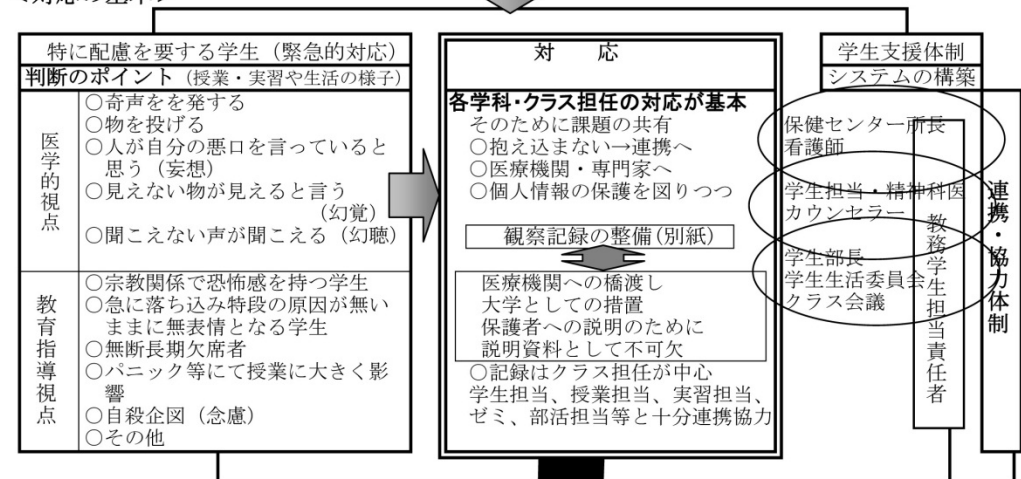 特に配慮を要する学生（緊急的対応）
判断のポイント（授業・実習や生活の様子）
医学的視点
○奇声をを発する
○物を投げる
○人が自分の悪口を言っていると
思う（妄想）
○見えない物が見えると言う
（幻覚）
○聞こえない声が聞こえる（幻聴）
教育指導視点
○宗教関係で恐怖感を持つ学生
○急に落ち込み特段の原因が無い
ままに無表情となる学生
○無断長期欠席者
○パニック等にて授業に大きく影
響
○自殺企図（念慮）
○その他
対　応
各学科・クラス担任の対応が基本
そのために課題の共有
○抱え込まない→連携へ
○医療機関・専門家へ
○個人情報の保護を図りつつ
観察記録の整備(別紙）
医療機関への橋渡し
大学としての措置
保護者への説明のために
説明資料として不可欠
○記録はクラス担任が中心
学生担当、授業担当、実習担当、
ゼミ、部活担当等と十分連携協力
学生支援体制
システムの構築
保健センター所長
看護師
学生担当・精神科医
カウンセラー
学生部長
学生生活委員会
クラス会議
教務学生担当責任者
連携・協力体制